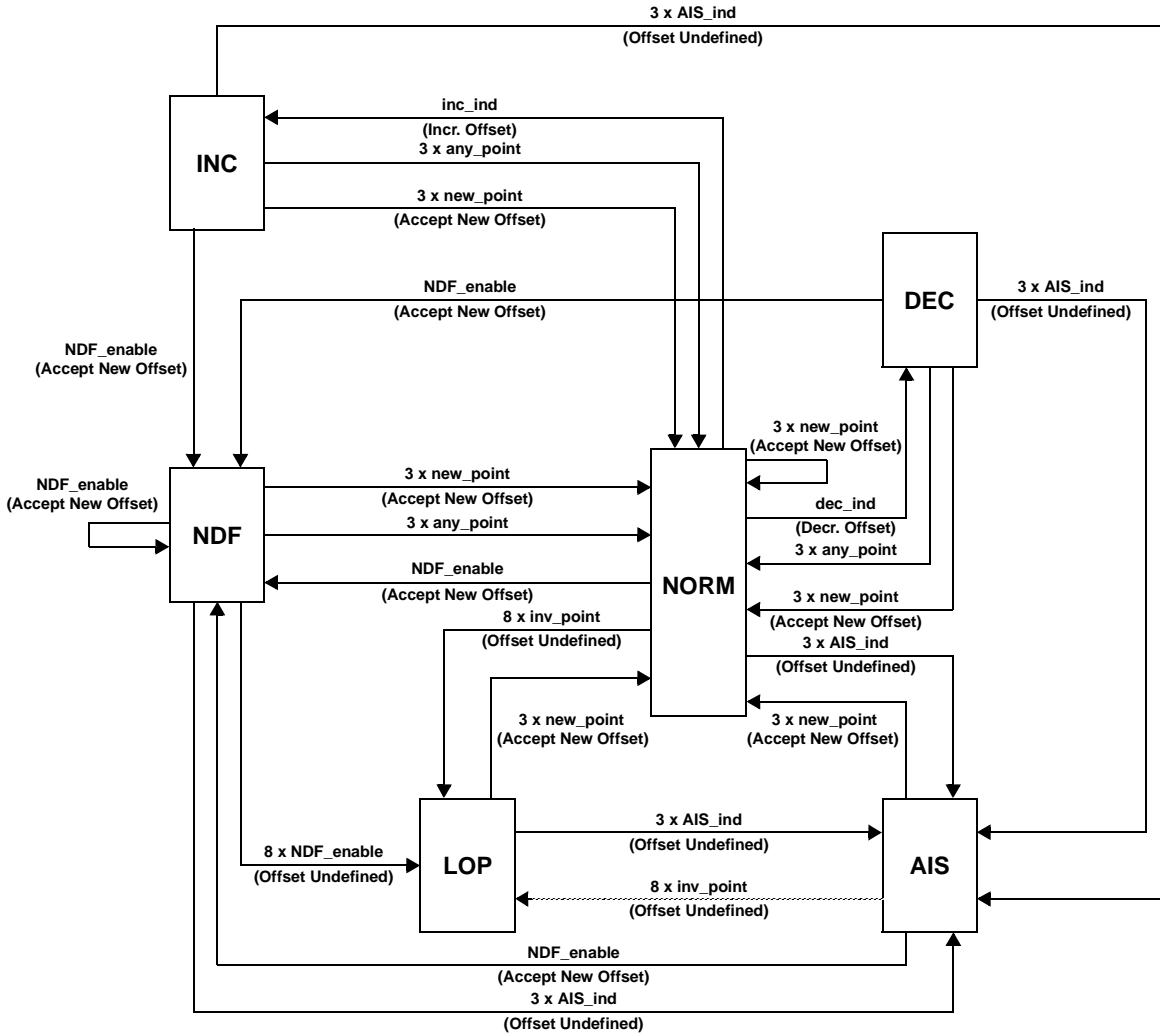 3 x AIS_ind
(Offset Undefined)
inc_ind
(Incr. Offset)
3 x any_point
INC
3 x new_point
(Accept New Offset)
NDF_enable
(Accept New Offset)
DEC
3 x AIS_ind
(Offset Undefined)
NDF_enable
(Accept New Offset)
3 x new_point
(Accept New Offset)
NDF_enable
(Accept New Offset)
3 x new_point
(Accept New Offset)
dec_ind
(Decr. Offset)
NDF
3 x any_point
3 x any_point
NDF_enable
(Accept New Offset)
NORM
3 x new_point
(Accept New Offset)
8 x inv_point
(Offset Undefined)
3 x AIS_ind
(Offset Undefined)
3 x new_point
(Accept New Offset)
3 x new_point
(Accept New Offset)
3 x AIS_ind
(Offset Undefined)
8 x NDF_enable
(Offset Undefined)
LOP
AIS
8 x inv_point
(Offset Undefined)
NDF_enable
(Accept New Offset)
3 x AIS_ind
(Offset Undefined)